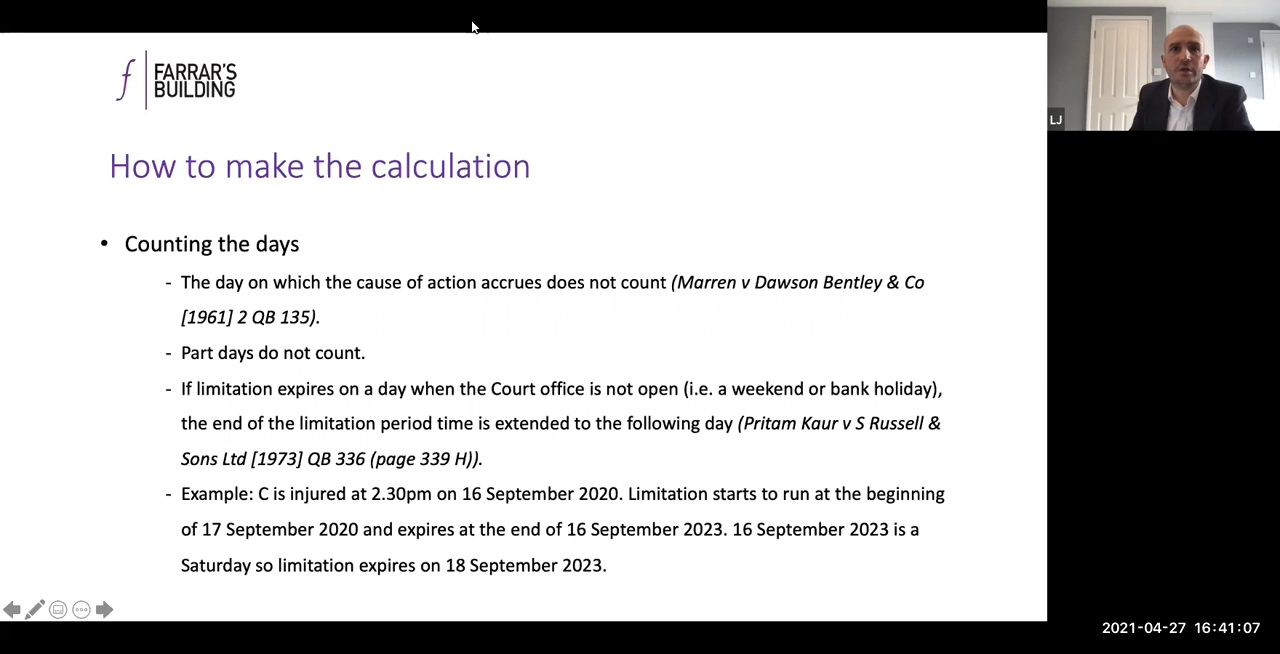 f FARRAR'S
BUILDING
LJ
How to make the calculation
• Counting the days
- The day on which the cause of action accrues does not count (Marren v Dawson Bentley & Co
[1961] 2 QB 135).
- Part days do not count.
- If limitation expires on a day when the Court office is not open (i.e. a weekend or bank holiday),
the end of the limitation period time is extended to the following day (Pritam Kaur v S Russell &
Sons Ltd [1973] QB 336 (page 339 H)).
- Example: C is injured at 2.30pm on 16 September 2020. Limitation starts to run at the beginning
of 17 September 2020 and expires at the end of 16 September 2023. 16 September 2023 is a
Saturday so limitation expires on 18 September 2023.
2021-04-27 16:41:07